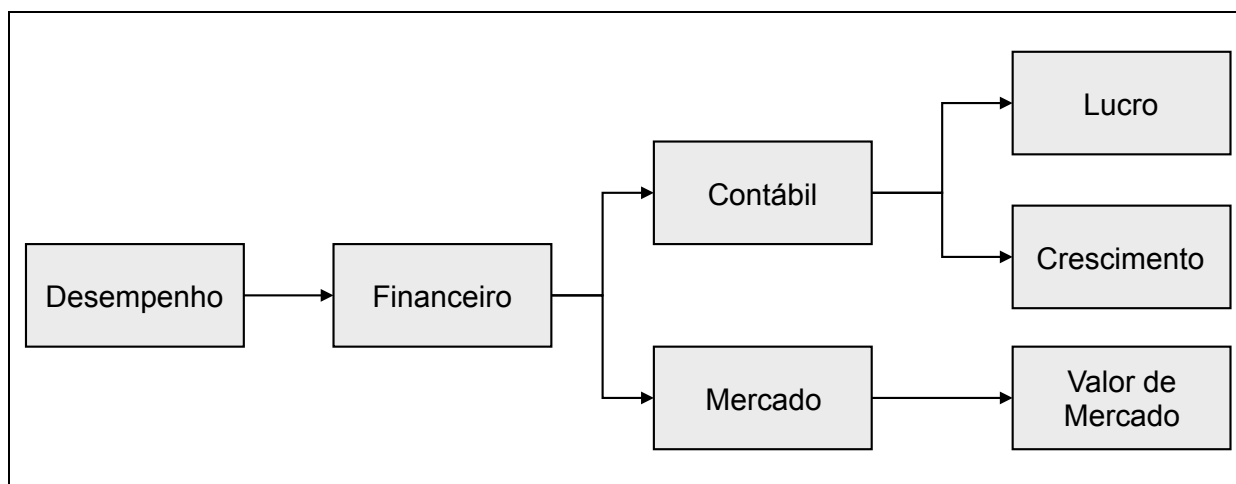 Desempenho
Financeiro
Contábil
Mercado
Lucro
Crescimento
Valor de
Mercado